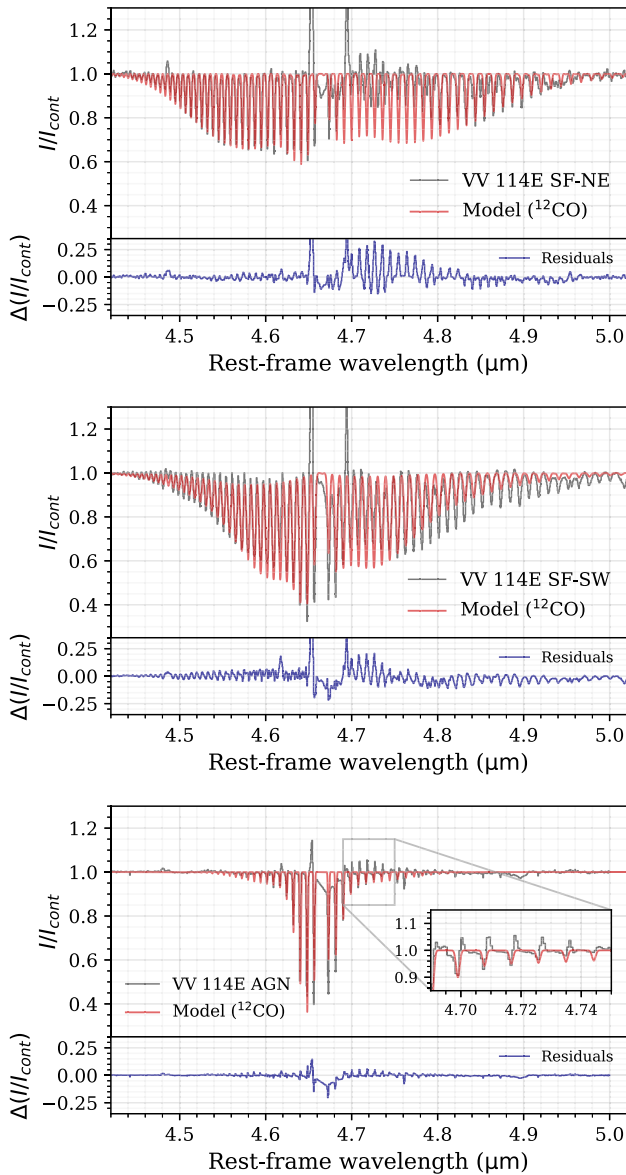 1.2
1.0
0.8
0.6
0.4
I/I_cont
VV 114E SF-NE
Model (¹²CO)
0.25
0.00
−0.25
Δ(I/I_cont)
Residuals
4.5 4.6 4.7 4.8 4.9 5.0
Rest-frame wavelength (μm)
1.2
1.0
0.8
0.6
0.4
I/I_cont
VV 114E SF-SW
Model (¹²CO)
0.25
0.00
−0.25
Δ(I/I_cont)
Residuals
4.5 4.6 4.7 4.8 4.9 5.0
Rest-frame wavelength (μm)
1.2
1.0
0.8
0.6
0.4
I/I_cont
1.0
0.9
4.70 4.72 4.74
VV 114E AGN
Model (¹²CO)
0.25
0.00
−0.25
Δ(I/I_cont)
Residuals
4.5 4.6 4.7 4.8 4.9 5.0
Rest-frame wavelength (μm)